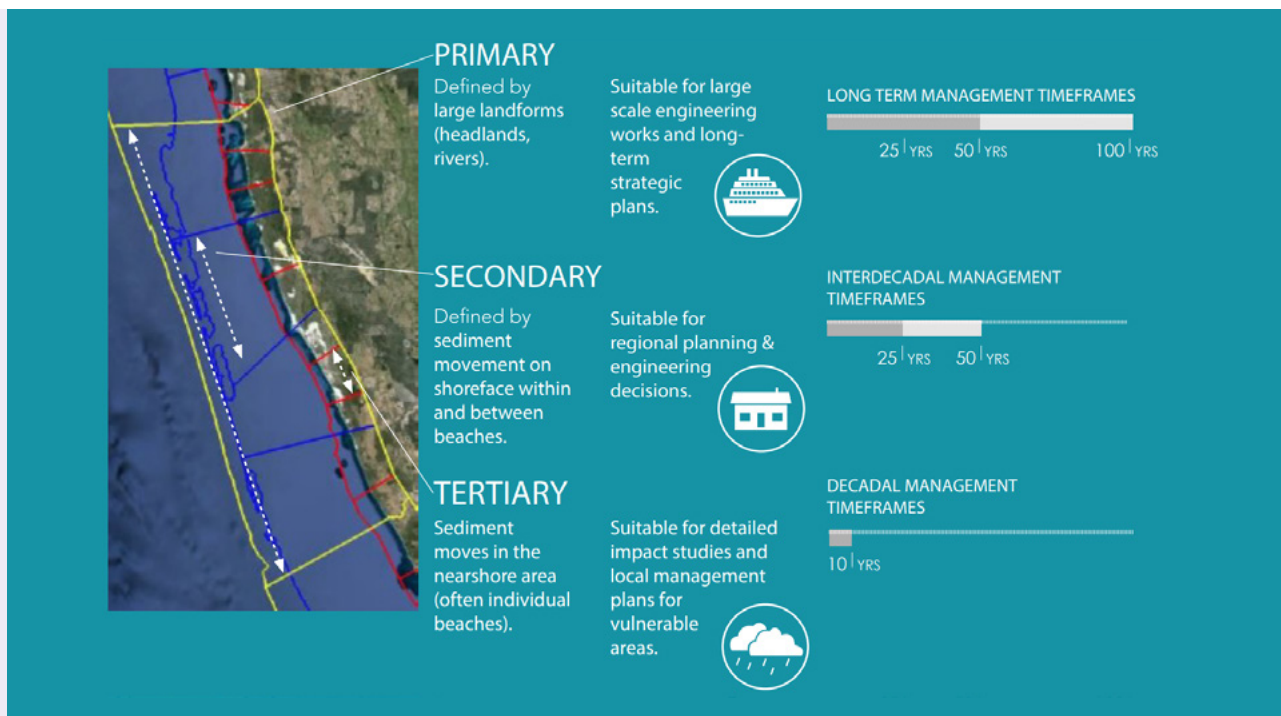 PRIMARY
Defined by
large landforms
(headlands,
rivers).
Suitable for large
scale engineering
works and long-
term
strategic
plans.
LONG TERM MANAGEMENT TIMEFRAMES
25 YRS 50 YRS 100 YRS
SECONDARY
Defined by
sediment
movement on
shoreface within
and between
beaches.
Suitable for
regional planning &
engineering
decisions.
INTERDECADAL MANAGEMENT
TIMEFRAMES
25 YRS 50 YRS
TERTIARY
Sediment
moves in the
nearshore area
(often individual
beaches).
Suitable for detailed
impact studies and
local management
plans for
vulnerable
areas.
DECADAL MANAGEMENT
TIMEFRAMES
10 YRS